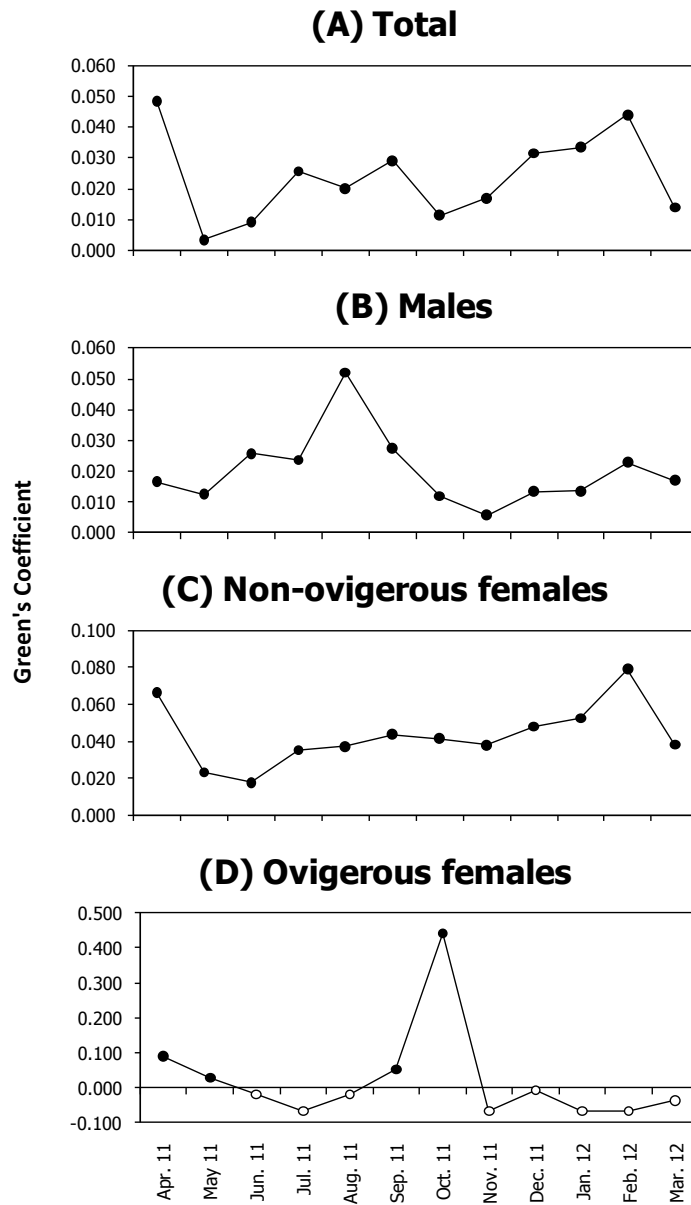 (A) Total
0.060
0.050
0.040
0.030
0.020
0.010
0.000
(B) Males
0.060
0.050
0.040
0.030
0.020
0.010
0.000
Green's Coefficient
(C) Non-ovigerous females
0.100
0.080
0.060
0.040
0.020
0.000
(D) Ovigerous females
0.500
0.400
0.300
0.200
0.100
0.000
-0.100
Apr. 11
May 11
Jun. 11
Jul. 11
Aug. 11
Sep. 11
Oct. 11
Nov. 11
Dec. 11
Jan. 12
Feb. 12
Mar. 12